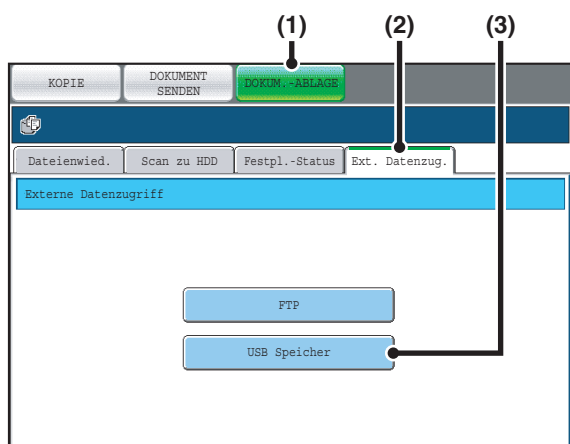 (1) (2) (3)
KOPIE
DOKUMENT
SENDEN
DOKUM.-ABLAGE
Dateienwied. Scan zu HDD Festpl.-Status Ext. Datenzug.
Externe Datenzugriff
FTP
USB Speicher